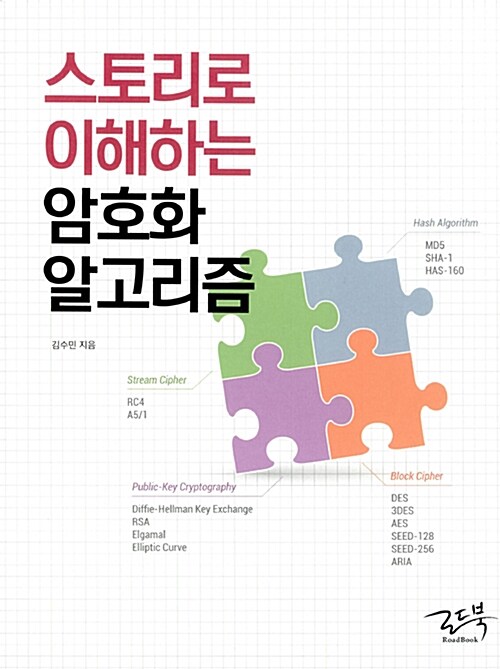 스토리로
이해하는
암호화
알고리즘
김수민 지음
Hash Algorithm
MD5
SHA-1
HAS-160
Stream Cipher
RC4
A5/1
Public-Key Cryptography
Diffie-Hellman Key Exchange
RSA
Elgamal
Elliptic Curve
Block Cipher
DES
3DES
AES
SEED-128
SEED-256
ARIA
로드북
RoadBook